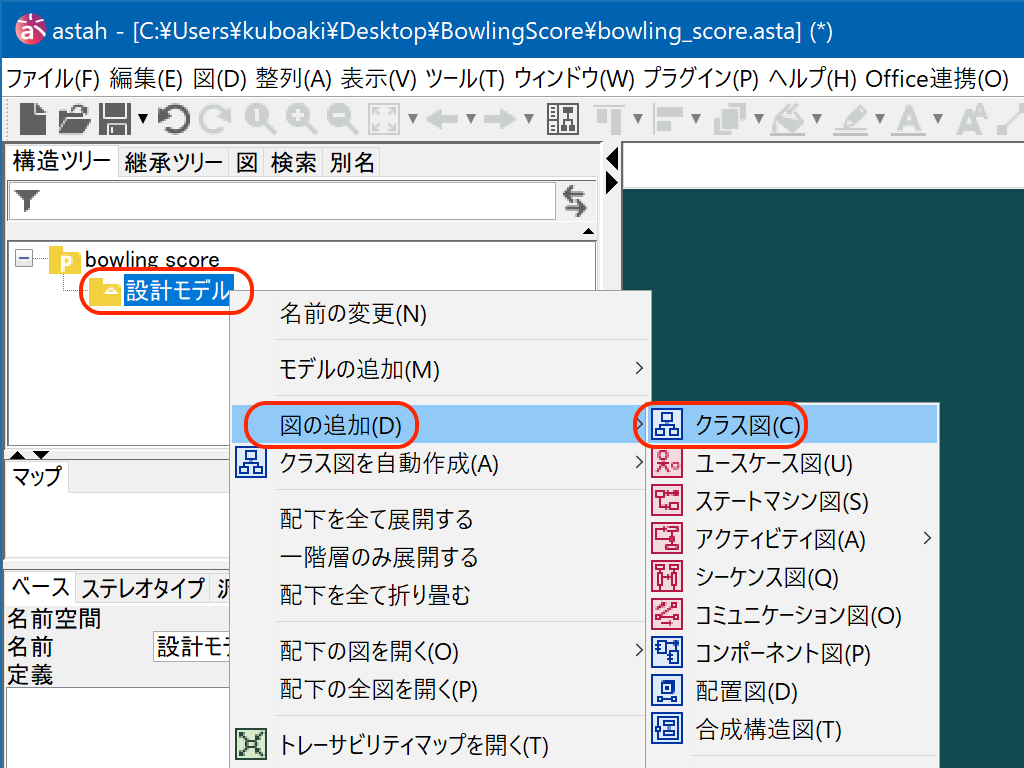 astah - [C:¥Users¥kuboaki¥Desktop¥BowlingScore¥bowling_score.asta] (*)
ファイル(F) 編集(E) 図(D) 整列(A) 表示(V) ツール(T) ウィンドウ(W) プラグイン(P) ヘルプ(H) Office連携(O)
構造ツリー 継承ツリー 図 検索 別名
bowling score
設計モデル
名前の変更(N)
モデルの追加(M)
図の追加(D)
クラス図を自動作成(A)
配下を全て展開する
一階層のみ展開する
配下を全て折り畳む
配下の図を開く(O)
配下の全図を開く(P)
トレーサビリティマップを開く(T)
クラス図(C)
ユースケース図(U)
ステートマシン図(S)
アクティビティ図(A)
シーケンス図(Q)
コミュニケーション図(O)
コンポーネント図(P)
配置図(D)
合成構造図(T)
マップ
ベース ステレオタイプ
名前空間
名前 設計モデ
定義